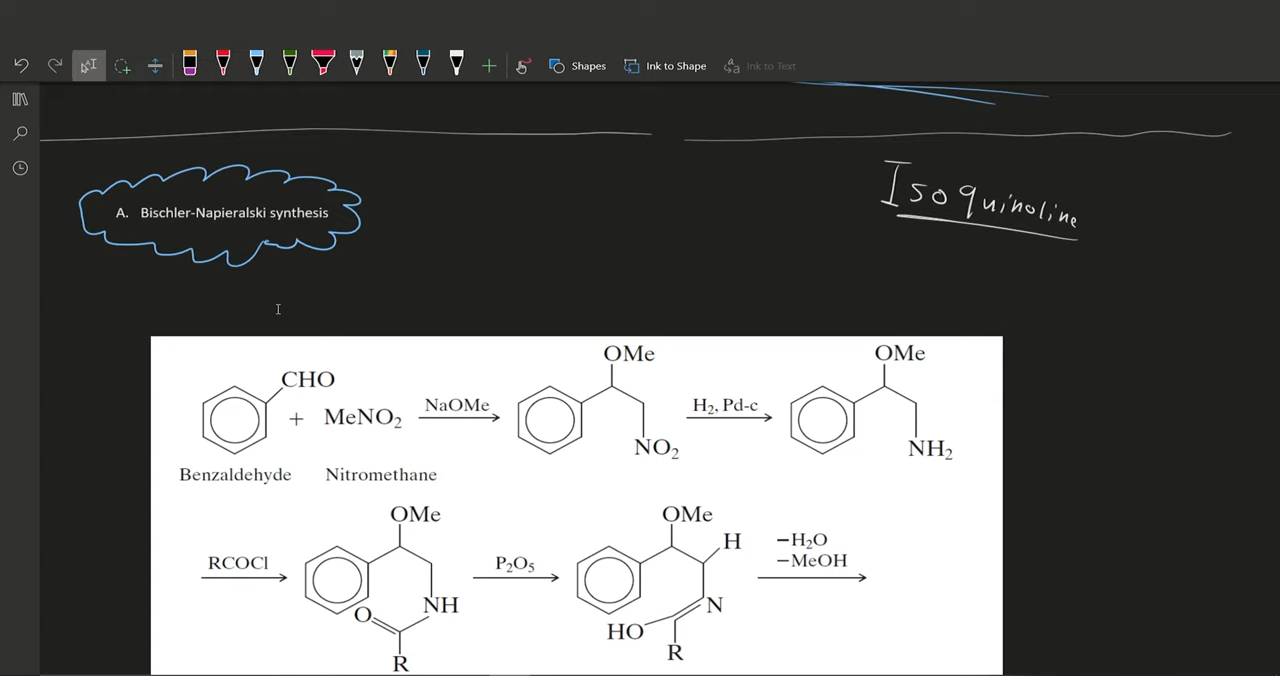 Shapes
Ink to Shape
Ink to Text
A. Bischler-Napieralski synthesis
Isoquinoline
CHO
+ MeNO₂
NaOMe
OMe
NO₂
H₂, Pd-c
OMe
NH₂
Benzaldehyde
Nitromethane
RCOCl
OMe
NH
O
R
P₂O₅
OMe
H
N
HO
R
−H₂O
−MeOH